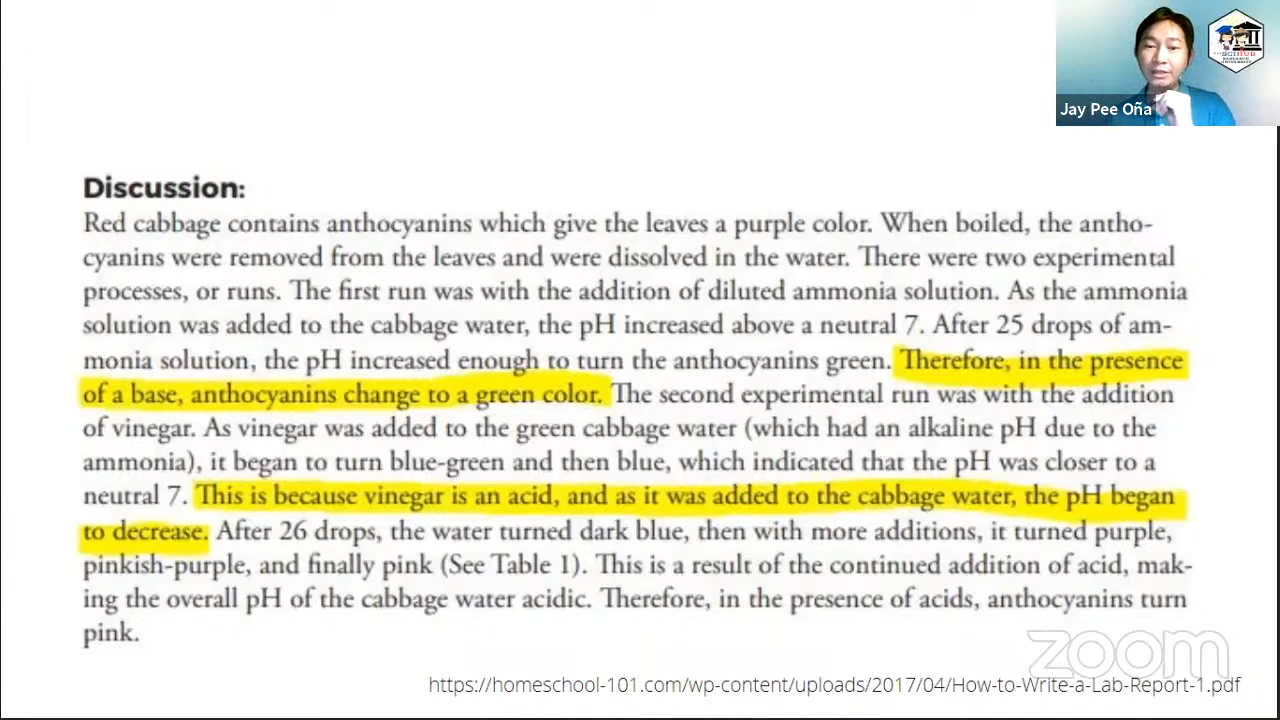 SCIHUB
Jay Pee Oña
Discussion:
Red cabbage contains anthocyanins which give the leaves a purple color. When boiled, the antho-
cyanins were removed from the leaves and were dissolved in the water. There were two experimental
processes, or runs. The first run was with the addition of diluted ammonia solution. As the ammonia
solution was added to the cabbage water, the pH increased above a neutral 7. After 25 drops of am-
monia solution, the pH increased enough to turn the anthocyanins green. Therefore, in the presence
of a base, anthocyanins change to a green color. The second experimental run was with the addition
of vinegar. As vinegar was added to the green cabbage water (which had an alkaline pH due to the
ammonia), it began to turn blue-green and then blue, which indicated that the pH was closer to a
neutral 7. This is because vinegar is an acid, and as it was added to the cabbage water, the pH began
to decrease. After 26 drops, the water turned dark blue, then with more additions, it turned purple,
pinkish-purple, and finally pink (See Table 1). This is a result of the continued addition of acid, mak-
ing the overall pH of the cabbage water acidic. Therefore, in the presence of acids, anthocyanins turn
pink.
zoom
https://homeschool-101.com/wp-content/uploads/2017/04/How-to-Write-a-Lab-Report-1.pdf